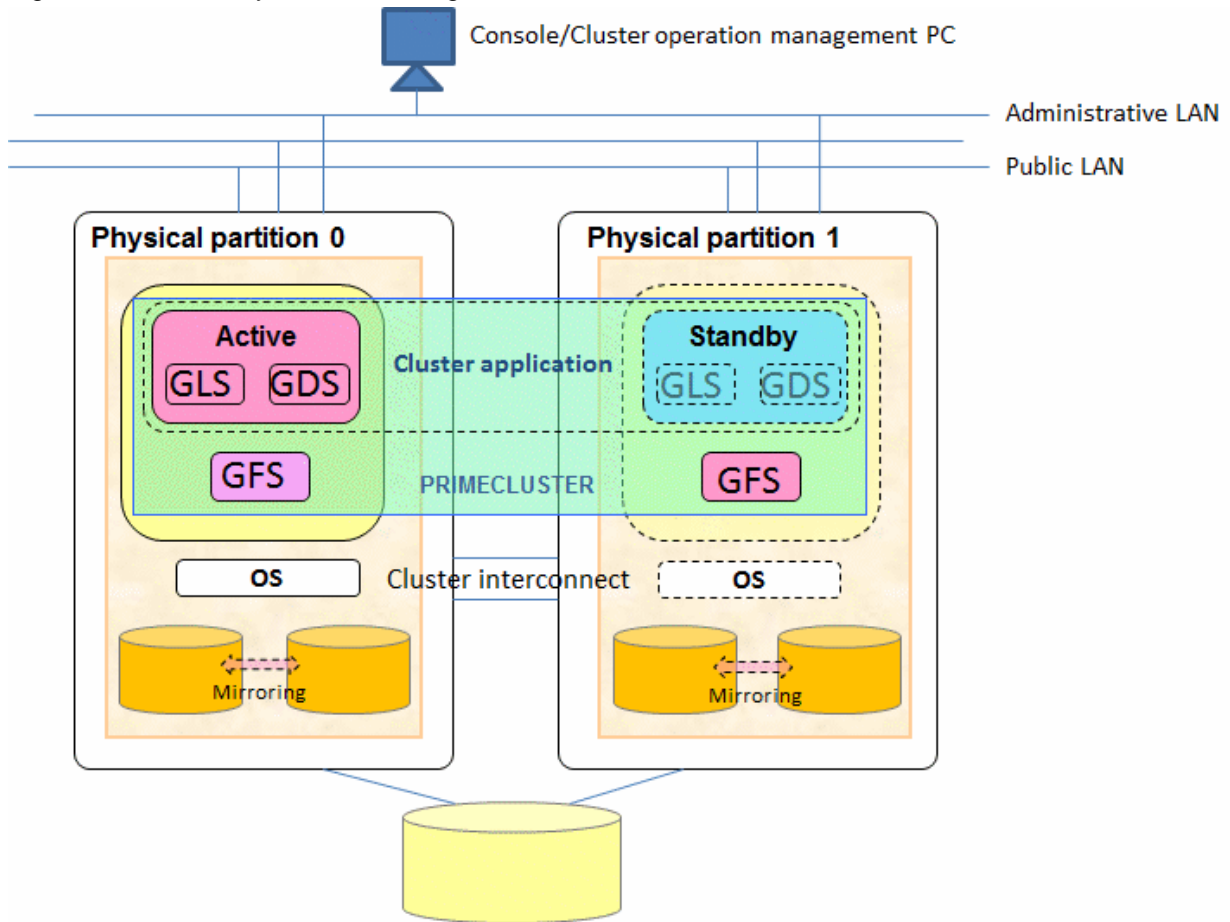 Console/Cluster operation management PC
Administrative LAN
Public LAN
Physical partition 0
Physical partition 1
Active
GLS GDS
Cluster application
Standby
GLS GDS
GFS
PRIMECLUSTER
GFS
OS
Cluster interconnect
OS
Mirroring
Mirroring